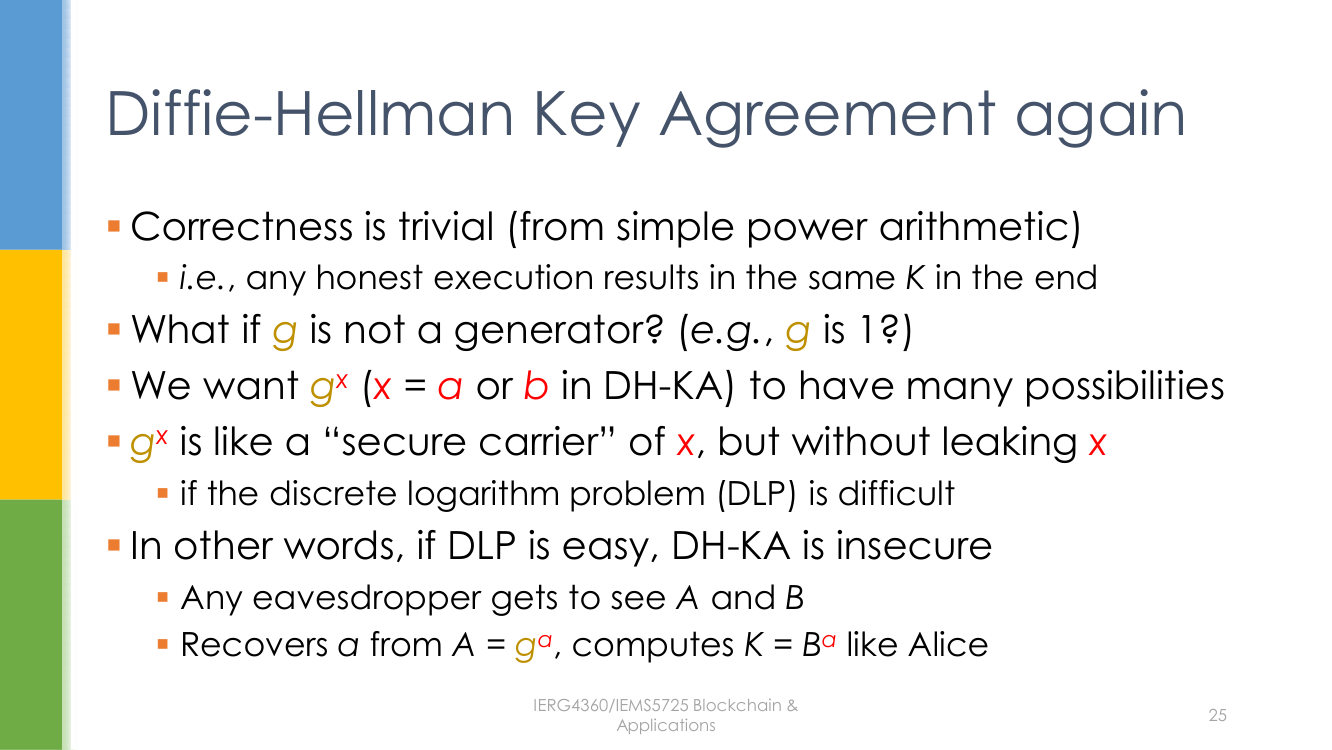 Diffie-Hellman Key Agreement again
▪ Correctness is trivial (from simple power arithmetic)
▪ i.e., any honest execution results in the same K in the end
▪ What if g is not a generator? (e.g., g is 1?)
▪ We want gˣ (x = a or b in DH-KA) to have many possibilities
▪ gˣ is like a “secure carrier” of x, but without leaking x
▪ if the discrete logarithm problem (DLP) is difficult
▪ In other words, if DLP is easy, DH-KA is insecure
▪ Any eavesdropper gets to see A and B
▪ Recovers a from A = gᵃ, computes K = Bᵃ like Alice
IERG4360/IEMS5725 Blockchain &
Applications
25